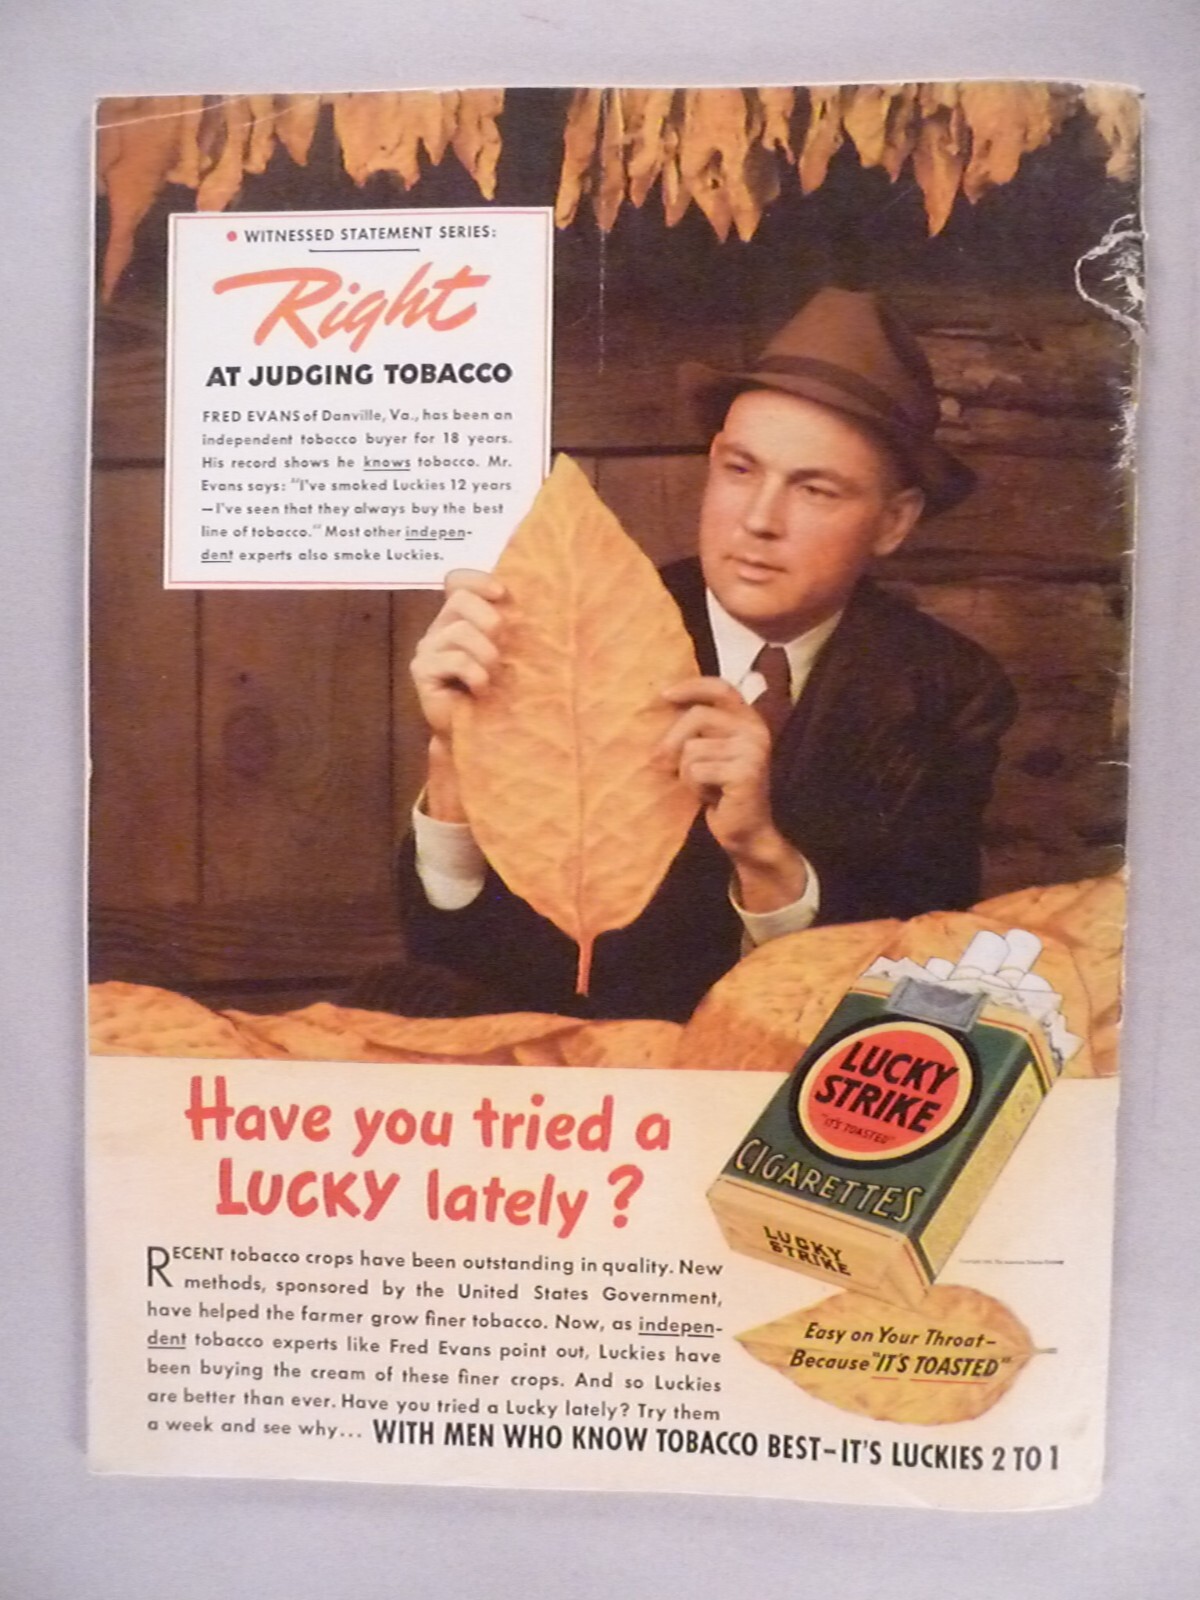 • WITNESSED STATEMENT SERIES:
Right
AT JUDGING TOBACCO
FRED EVANS of Danville, Va., has been an
independent tobacco buyer for 18 years.
His record shows he knows tobacco. Mr.
Evans says: "I've smoked Luckies 12 years
—I've seen that they always buy the best
line of tobacco." Most other indepen-
dent experts also smoke Luckies.
LUCKY
STRIKE
"IT'S TOASTED"
CIGARETTES
LUCKY
STRIKE
Have you tried a
LUCKY lately?
RECENT tobacco crops have been outstanding in quality. New
methods, sponsored by the United States Government,
have helped the farmer grow finer tobacco. Now, as indepen-
dent tobacco experts like Fred Evans point out, Luckies have
been buying the cream of these finer crops. And so Luckies
are better than ever. Have you tried a Lucky lately? Try them
a week and see why... WITH MEN WHO KNOW TOBACCO BEST—IT'S LUCKIES 2 TO 1
Easy on Your Throat—
Because "IT'S TOASTED"